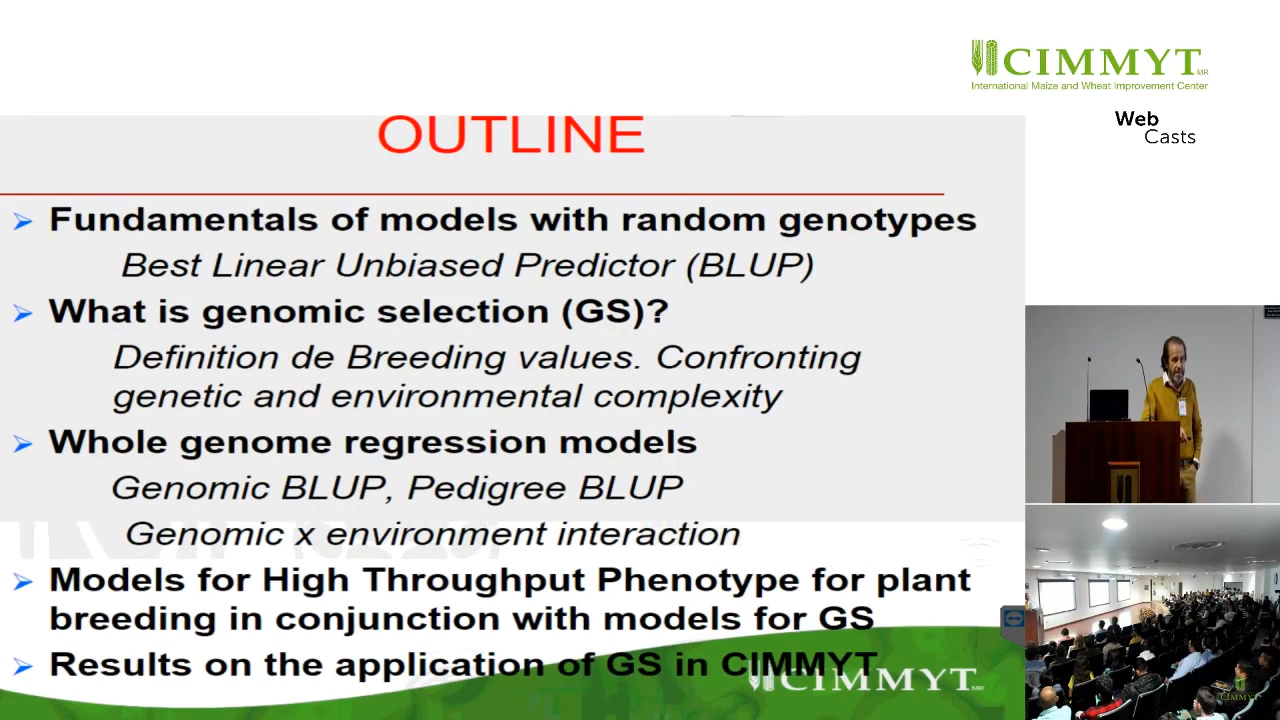 CIMMYT MR
International Maize and Wheat Improvement Center
Web
Casts
OUTLINE
➢ Fundamentals of models with random genotypes
Best Linear Unbiased Predictor (BLUP)
➢ What is genomic selection (GS)?
Definition de Breeding values. Confronting
genetic and environmental complexity
➢ Whole genome regression models
Genomic BLUP, Pedigree BLUP
Genomic x environment interaction
➢ Models for High Throughput Phenotype for plant
breeding in conjunction with models for GS
➢ Results on the application of GS in CIMMYT
CIMMYT MR
CIMMYT